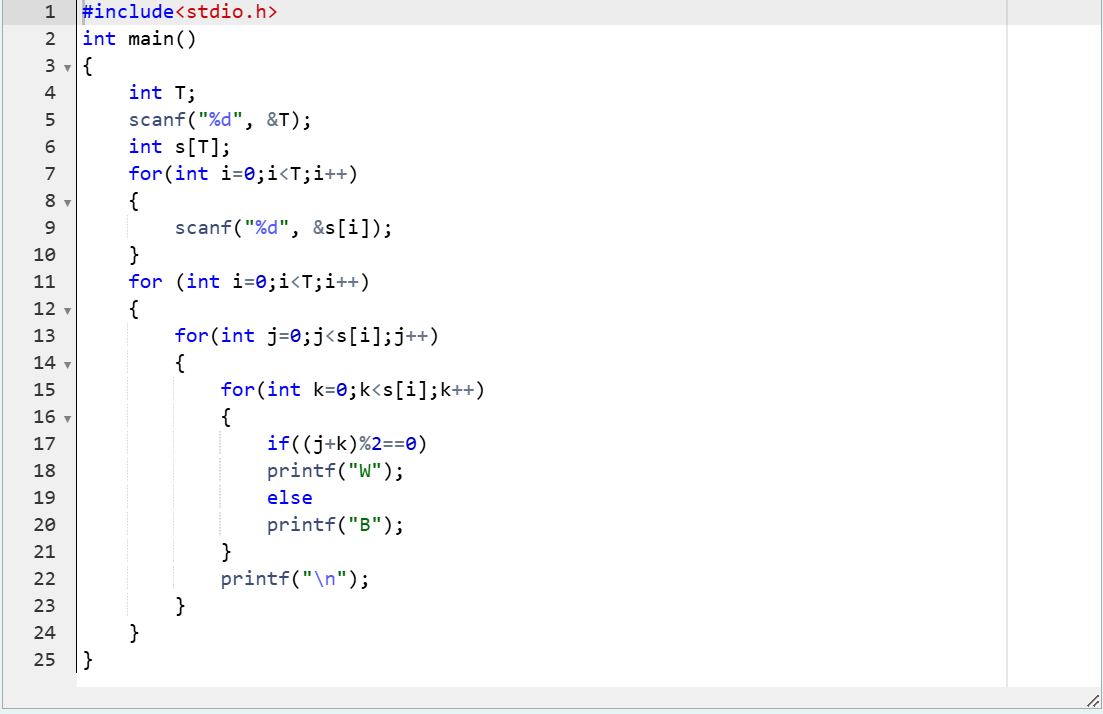 1 #include<stdio.h>
2 int main()
3 {
4     int T;
5     scanf("%d", &T);
6     int s[T];
7     for(int i=0;i<T;i++)
8     {
9         scanf("%d", &s[i]);
10     }
11     for (int i=0;i<T;i++)
12     {
13         for(int j=0;j<s[i];j++)
14         {
15             for(int k=0;k<s[i];k++)
16             {
17                 if((j+k)%2==0)
18                 printf("W");
19                 else
20                 printf("B");
21             }
22             printf("\n");
23         }
24     }
25 }